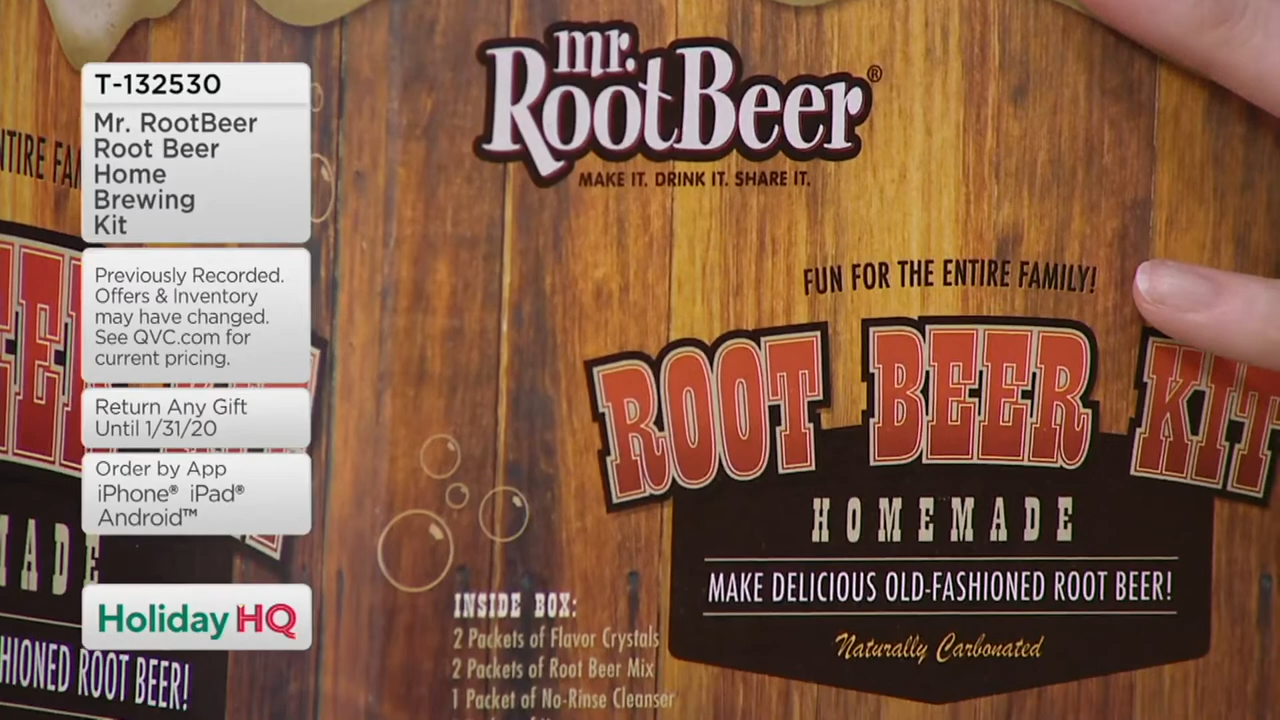 T-132530
Mr. RootBeer
Root Beer
Home
Brewing
Kit
Previously Recorded.
Offers & Inventory
may have changed.
See QVC.com for
current pricing.
Return Any Gift
Until 1/31/20
Order by App
iPhone® iPad®
Android™
Holiday HQ
mr.
RootBeer®
MAKE IT. DRINK IT. SHARE IT.
FUN FOR THE ENTIRE FAMILY!
ROOT BEER KIT
HOMEMADE
MAKE DELICIOUS OLD-FASHIONED ROOT BEER!
Naturally Carbonated
INSIDE BOX:
2 Packets of Flavor Crystals
2 Packets of Root Beer Mix
1 Packet of No-Rinse Cleanser
ROOT BEER!